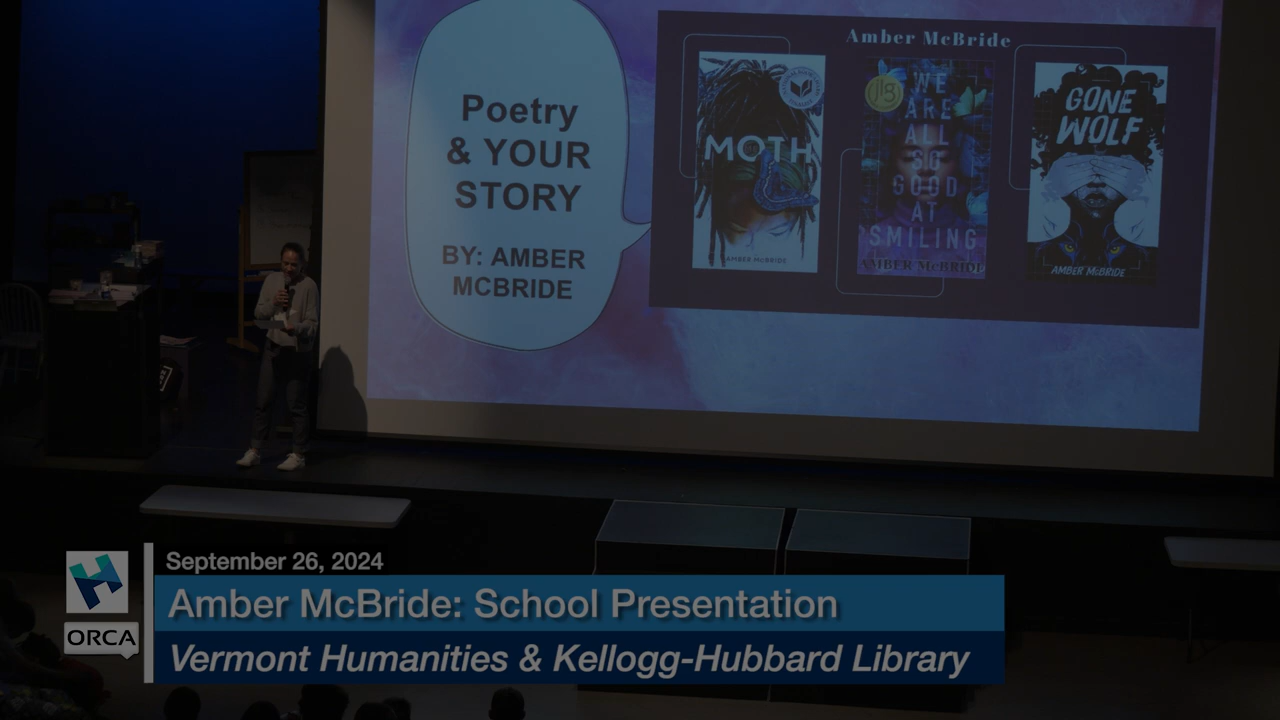 Poetry
& YOUR
STORY
BY: AMBER
MCBRIDE
Amber McBride
MOTH
AMBER McBRIDE
jlg
WE
ARE
ALL
SO
GOOD
AT
SMILING
AMBER McBRIDE
GONE
WOLF
AMBER McBRIDE
September 26, 2024
Amber McBride: School Presentation
Vermont Humanities & Kellogg-Hubbard Library
ORCA